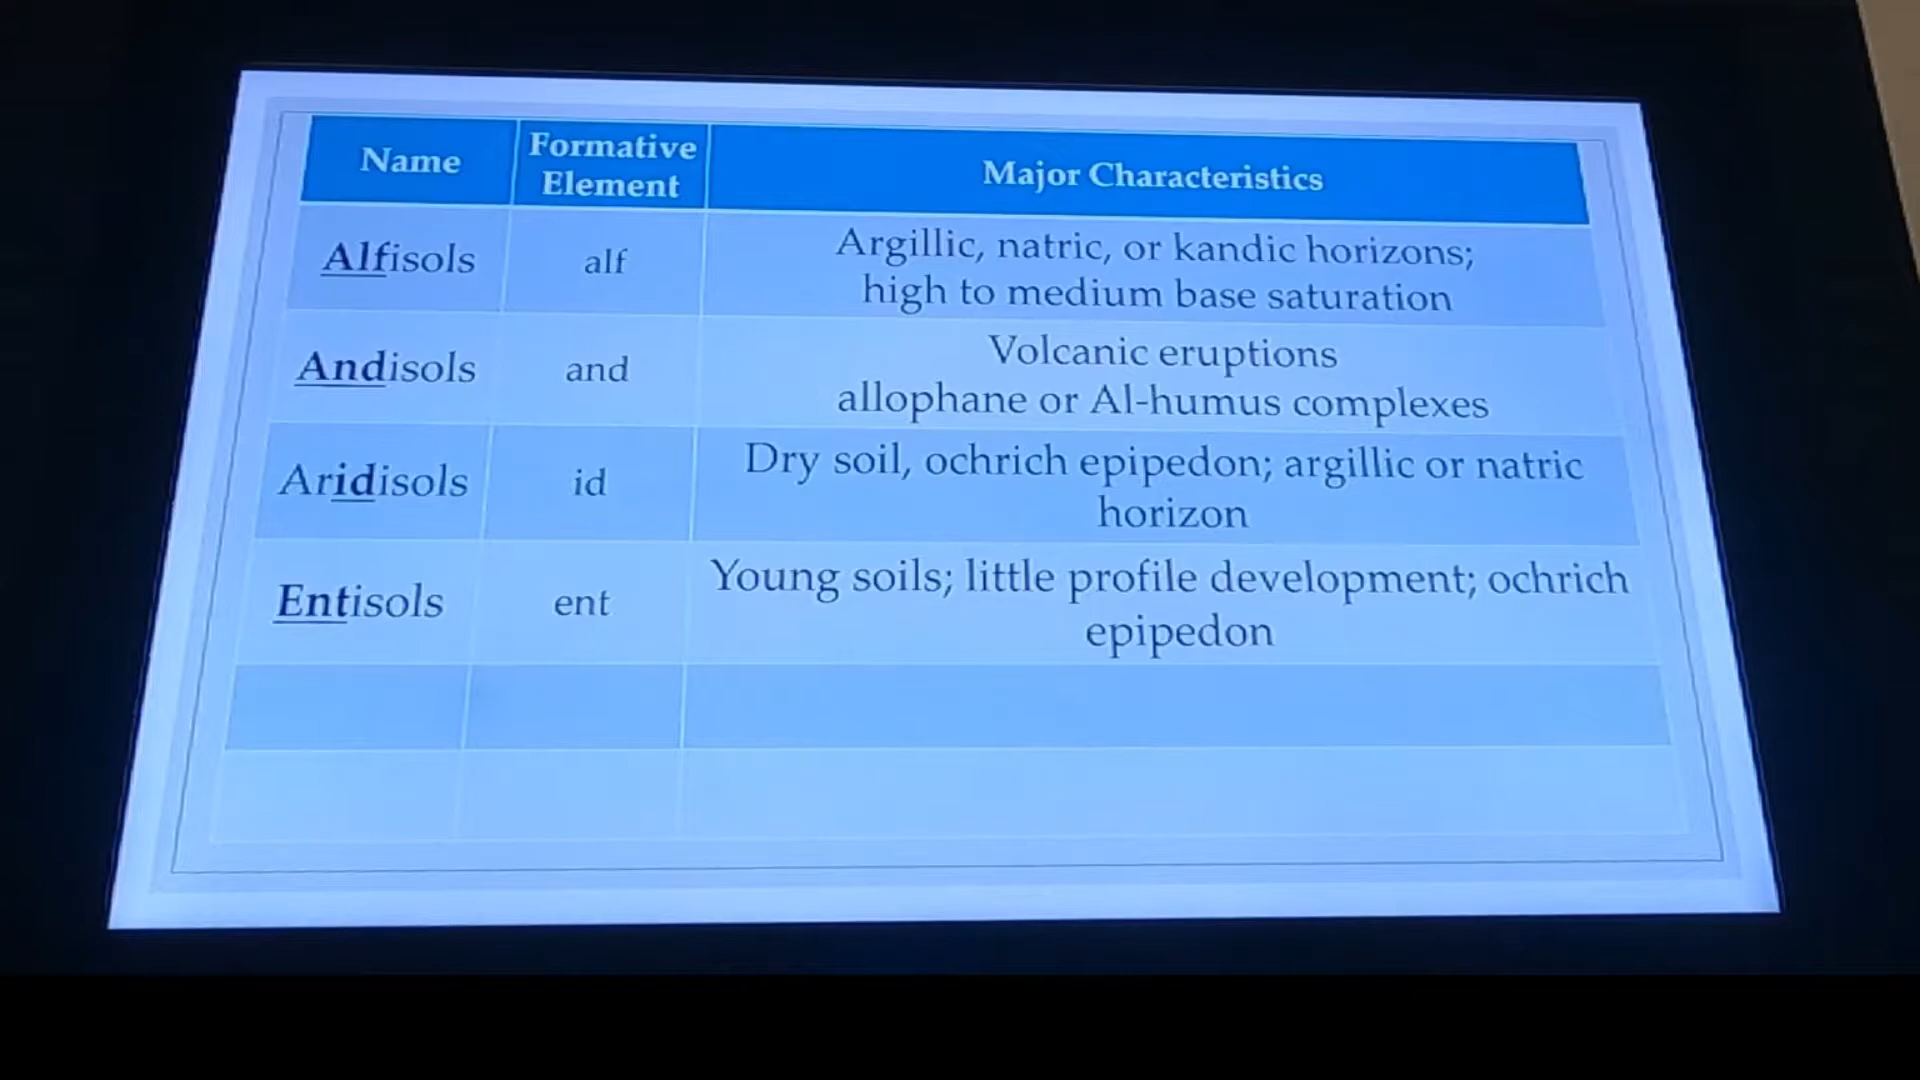 Name
Formative
Element
Major Characteristics
Alfisols
alf
Argillic, natric, or kandic horizons;
high to medium base saturation
Andisols
and
Volcanic eruptions
allophane or Al-humus complexes
Aridisols
id
Dry soil, ochrich epipedon; argillic or natric
horizon
Entisols
ent
Young soils; little profile development; ochrich
epipedon